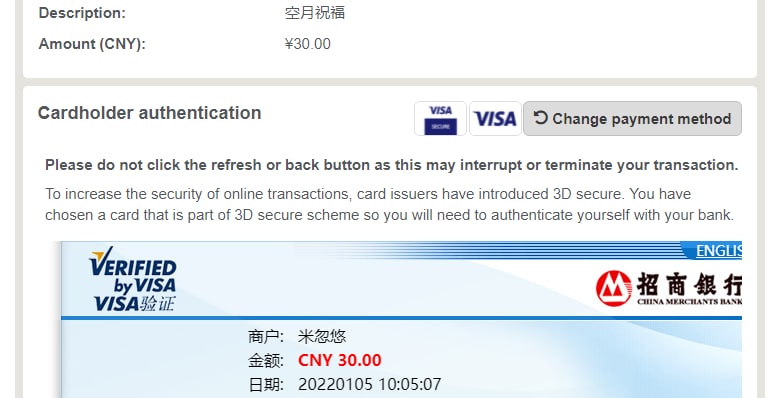 Description: 空月祝福
Amount (CNY): ¥30.00
Cardholder authentication
VISA
SECURE
VISA
Change payment method
Please do not click the refresh or back button as this may interrupt or terminate your transaction.
To increase the security of online transactions, card issuers have introduced 3D secure. You have
chosen a card that is part of 3D secure scheme so you will need to authenticate yourself with your bank.
ENGLIS
VERIFIED
by VISA
VISA验证
招商銀行
CHINA MERCHANTS BANK
商户: 米忽悠
金额: CNY 30.00
日期: 20220105 10:05:07